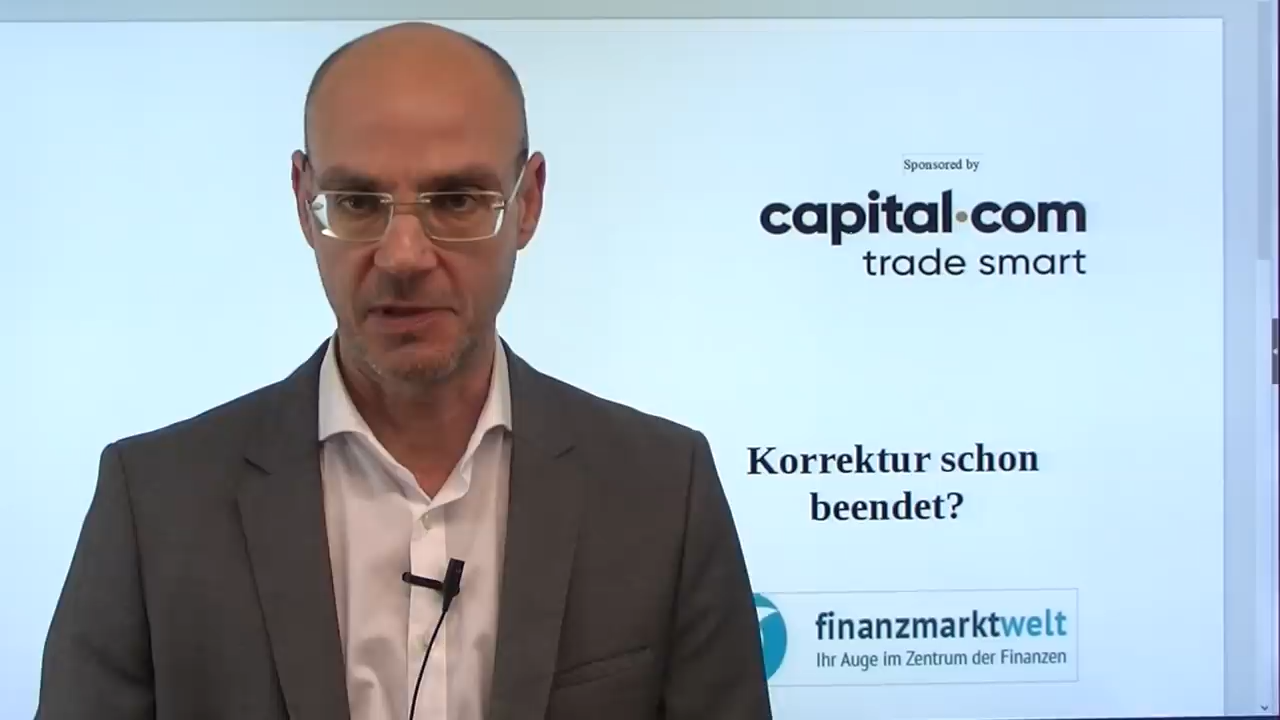 Sponsored by
capital.com
trade smart
Korrektur schon
beendet?
finanzmarktwelt
Ihr Auge im Zentrum der Finanzen